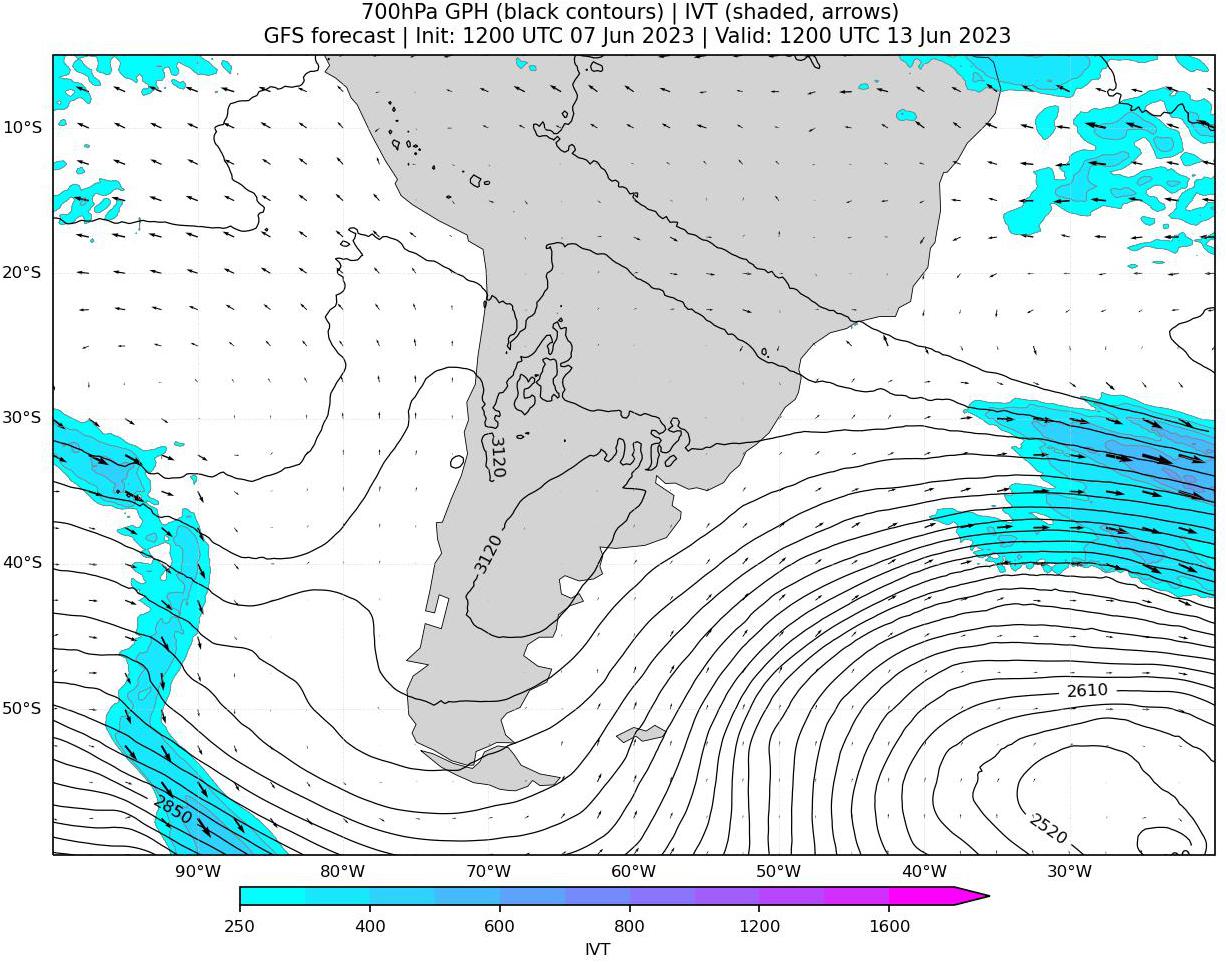 700hPa GPH (black contours) | IVT (shaded, arrows)
GFS forecast | Init: 1200 UTC 07 Jun 2023 | Valid: 1200 UTC 13 Jun 2023
10°S
20°S
30°S
3120
3120
40°S
50°S
2610
2850
2520
90°W
80°W
70°W
60°W
50°W
40°W
30°W
250
400
600
800
1200
1600
IVT